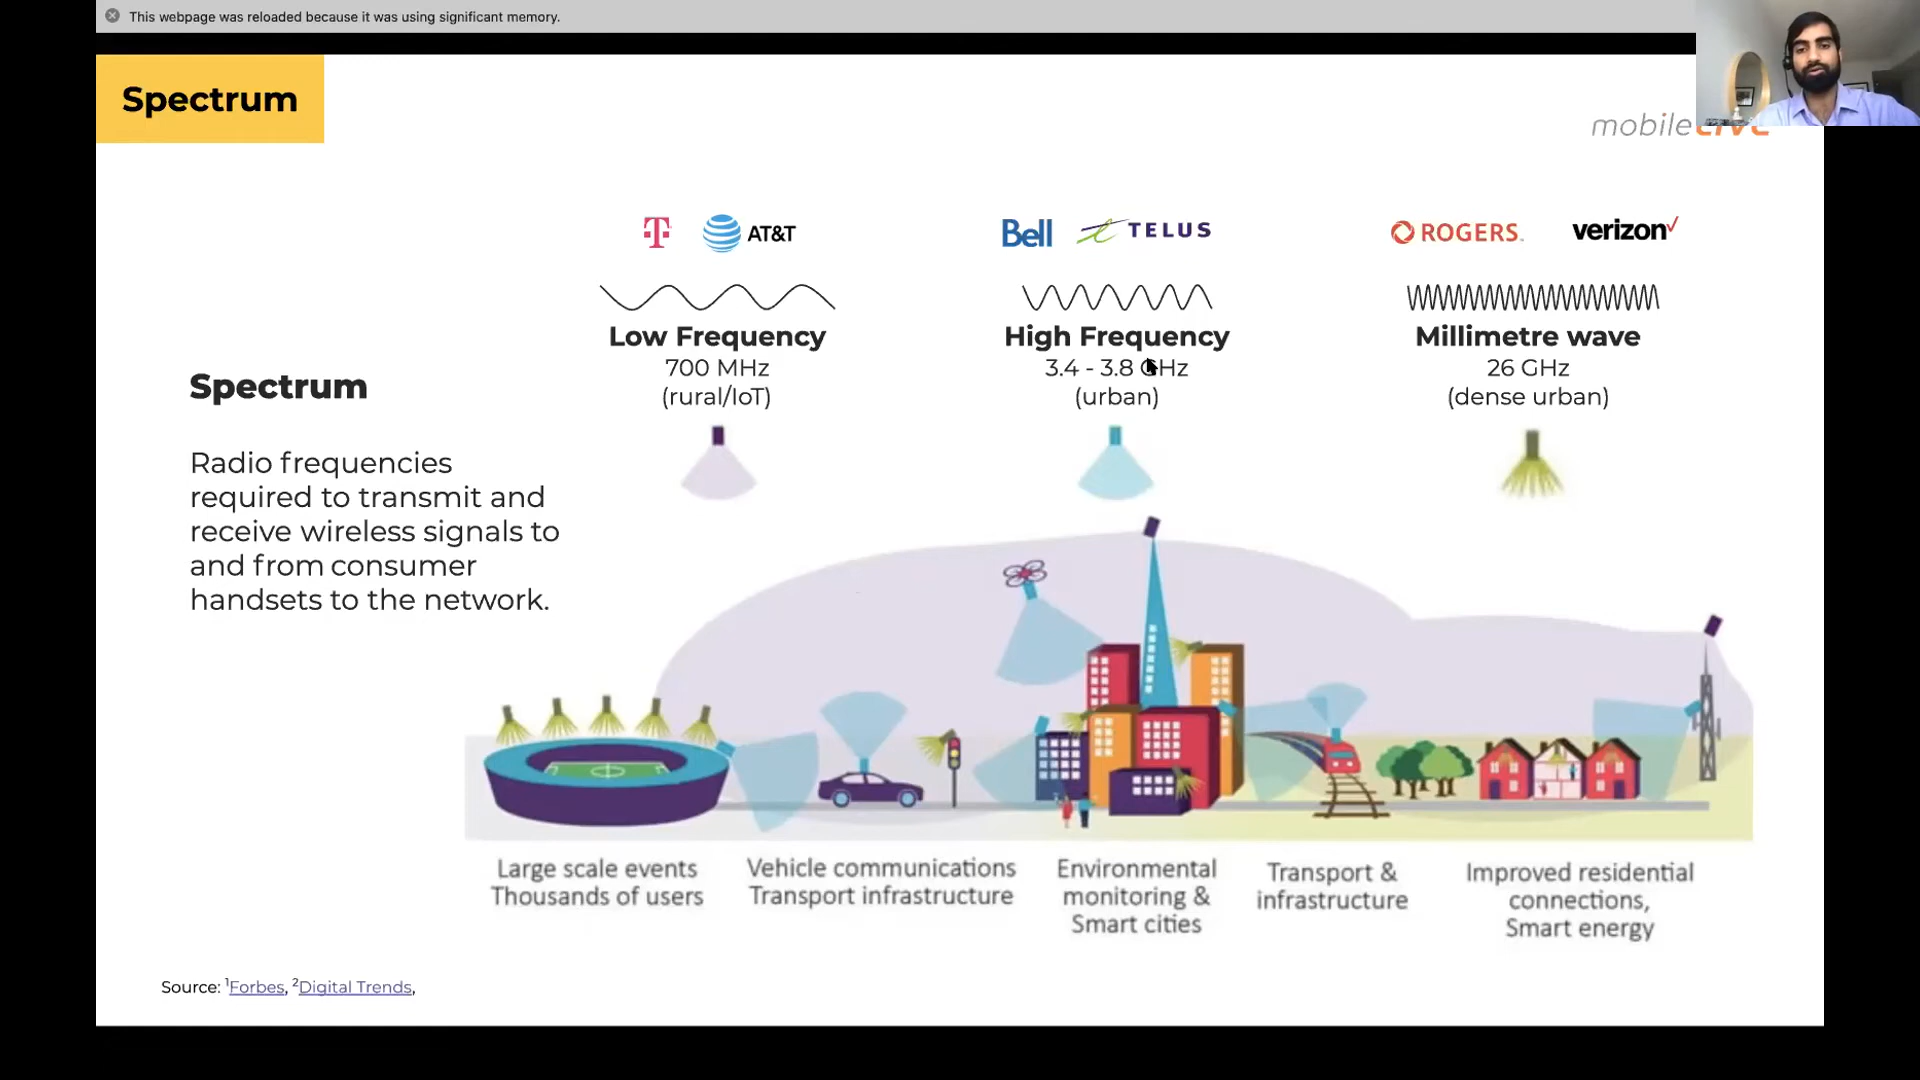 This webpage was reloaded because it was using significant memory.
Spectrum
mobileLIVE
T
AT&T
Bell
TELUS
ROGERS™
verizon✓
Low Frequency
700 MHz
(rural/IoT)
High Frequency
3.4 - 3.8 GHz
(urban)
Millimetre wave
26 GHz
(dense urban)
Spectrum
Radio frequencies
required to transmit and
receive wireless signals to
and from consumer
handsets to the network.
Large scale events
Thousands of users
Vehicle communications
Transport infrastructure
Environmental
monitoring &
Smart cities
Transport &
infrastructure
Improved residential
connections,
Smart energy
Source: ¹Forbes, ²Digital Trends,